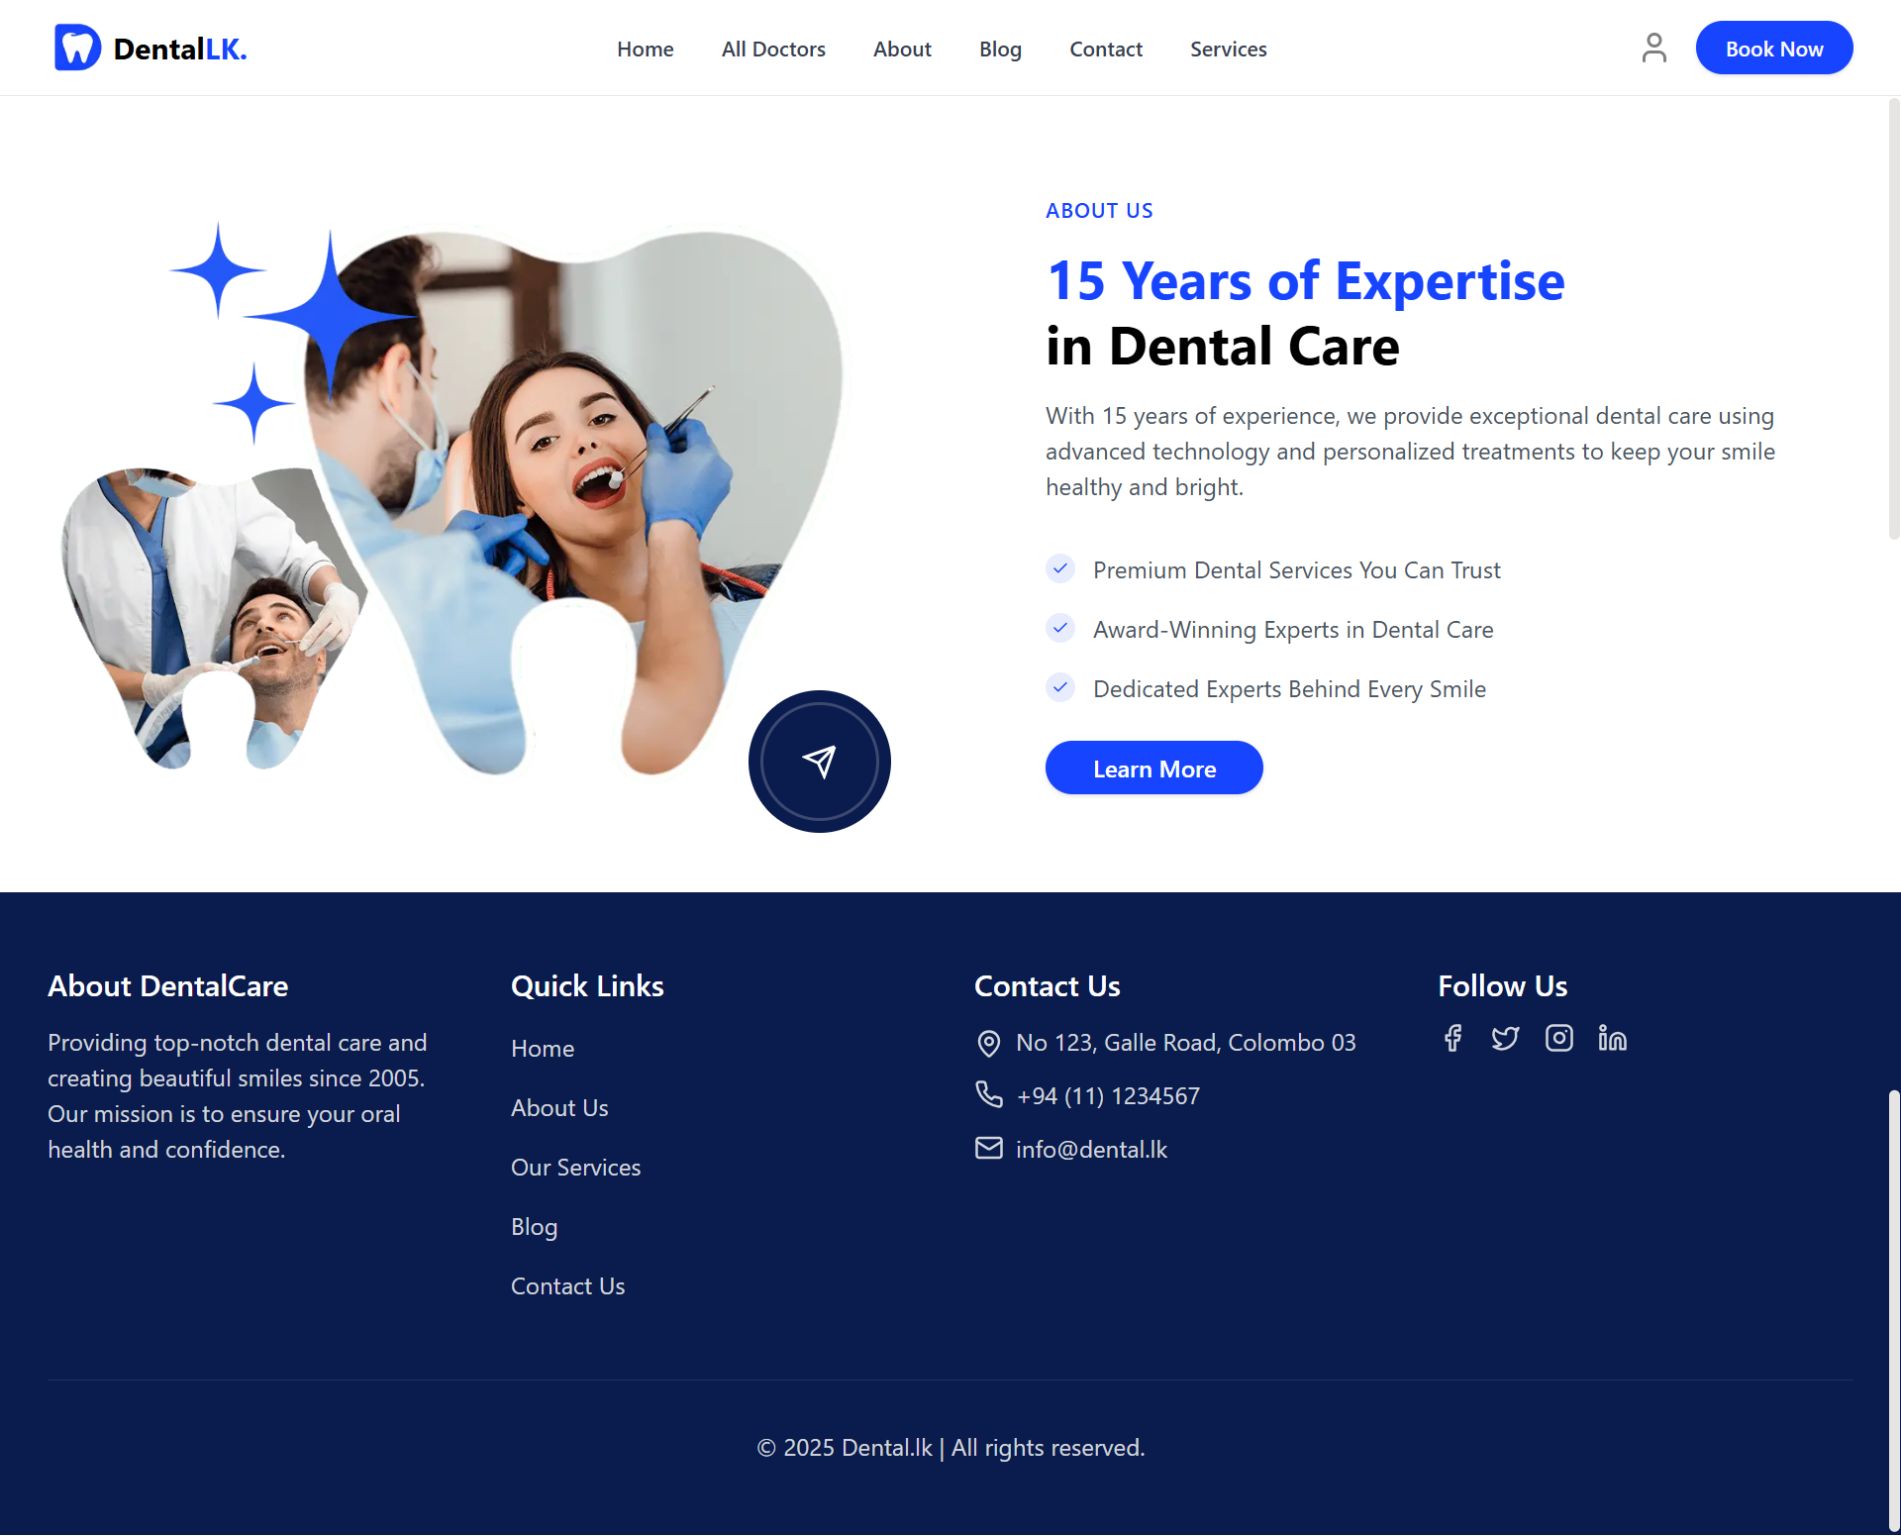 DentalLK.
Home
All Doctors
About
Blog
Contact
Services
Book Now
ABOUT US
15 Years of Expertise
in Dental Care
With 15 years of experience, we provide exceptional dental care using
advanced technology and personalized treatments to keep your smile
healthy and bright.
Premium Dental Services You Can Trust
Award-Winning Experts in Dental Care
Dedicated Experts Behind Every Smile
Learn More
About DentalCare
Providing top-notch dental care and
creating beautiful smiles since 2005.
Our mission is to ensure your oral
health and confidence.
Quick Links
Home
About Us
Our Services
Blog
Contact Us
Contact Us
No 123, Galle Road, Colombo 03
+94 (11) 1234567
info@dental.lk
Follow Us
© 2025 Dental.lk | All rights reserved.